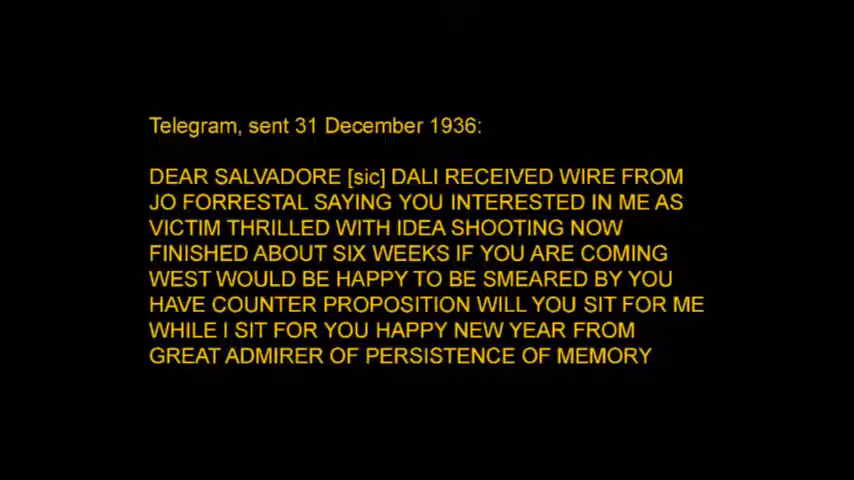 Telegram, sent 31 December 1936:
DEAR SALVADORE [sic] DALI RECEIVED WIRE FROM
JO FORRESTAL SAYING YOU INTERESTED IN ME AS
VICTIM THRILLED WITH IDEA SHOOTING NOW
FINISHED ABOUT SIX WEEKS IF YOU ARE COMING
WEST WOULD BE HAPPY TO BE SMEARED BY YOU
HAVE COUNTER PROPOSITION WILL YOU SIT FOR ME
WHILE I SIT FOR YOU HAPPY NEW YEAR FROM
GREAT ADMIRER OF PERSISTENCE OF MEMORY